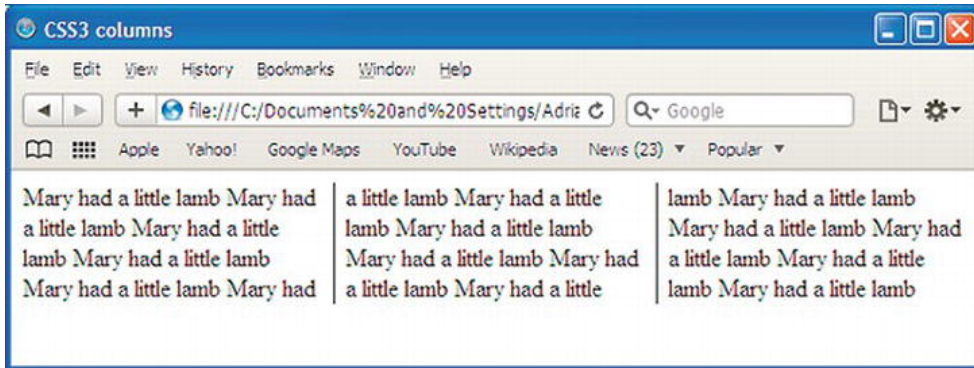 CSS3 columns
File Edit View History Bookmarks Window Help
+ file:///C:/Documents%20and%20Settings/Adria Google
Apple Yahoo! Google Maps YouTube Wikipedia News (23) ▼ Popular ▼
Mary had a little lamb Mary had
a little lamb Mary had a little
lamb Mary had a little lamb
Mary had a little lamb Mary had
a little lamb Mary had a little
lamb Mary had a little lamb
Mary had a little lamb Mary had
a little lamb Mary had a little
lamb Mary had a little lamb
Mary had a little lamb Mary had
a little lamb Mary had a little
lamb Mary had a little lamb